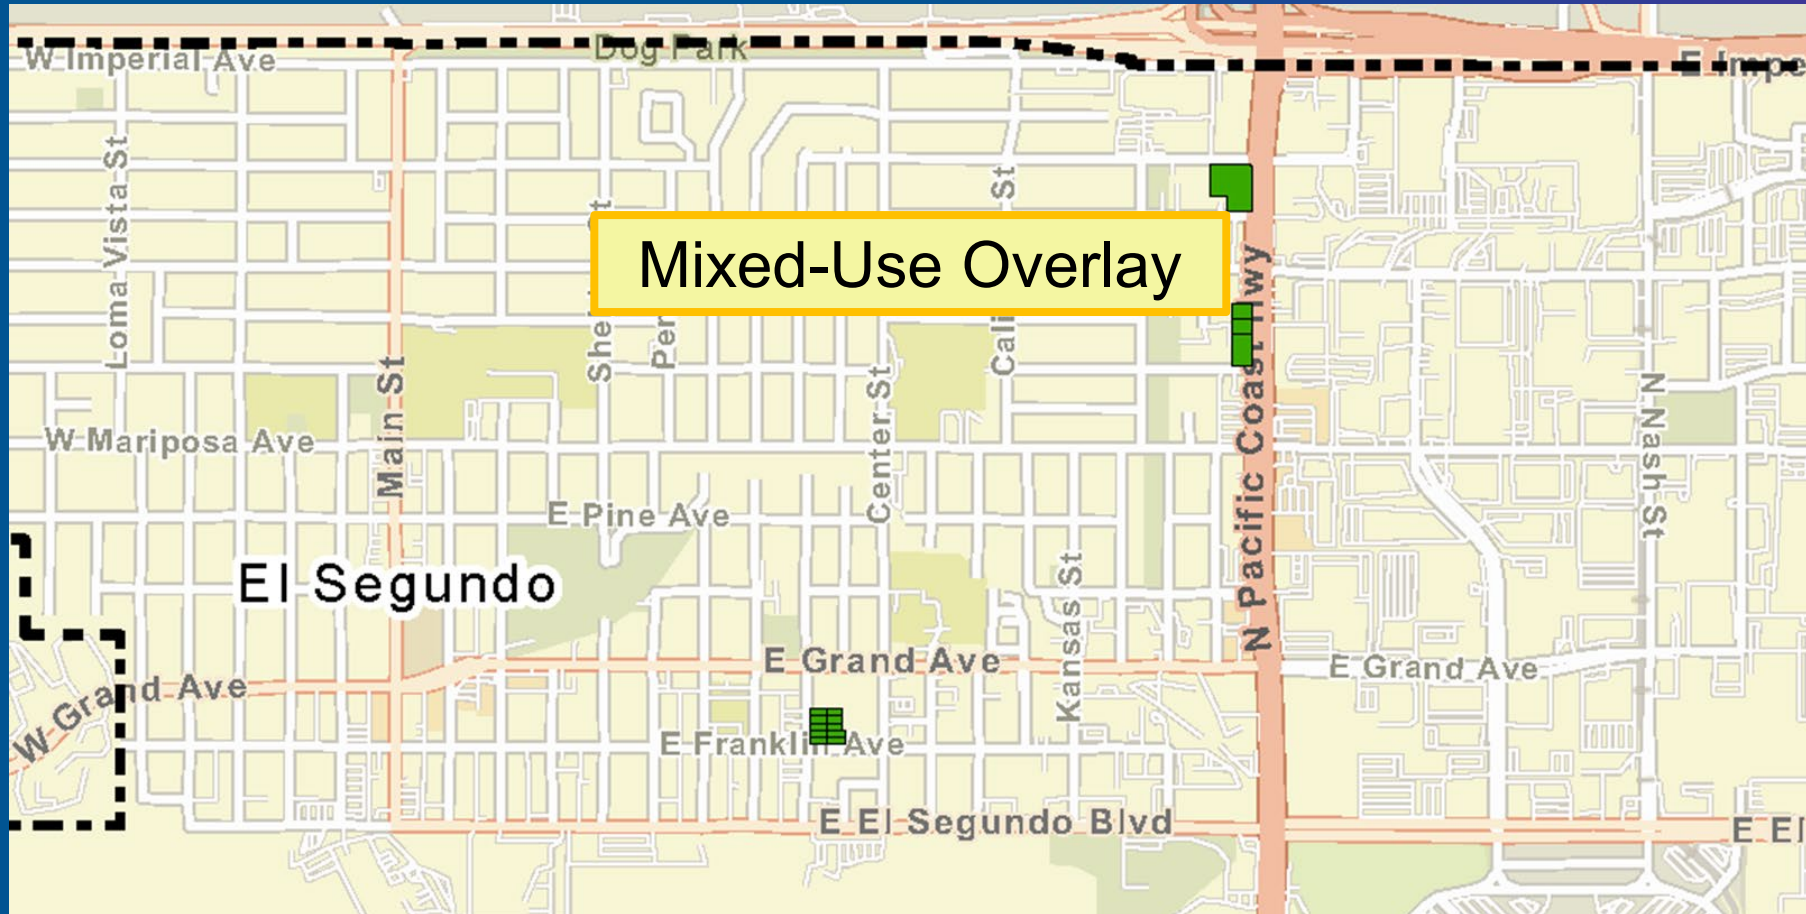 W Imperial Ave
Dog Park
E Impe
Loma Vista St
St
Mixed-Use Overlay
She
Per
Cali
Main St
Center St
N Pacific Coast Hwy
N Nash St
W Mariposa Ave
E Pine Ave
El Segundo
Kansas St
E Grand Ave
E Grand Ave
W Grand Ave
E Franklin Ave
E El Segundo Blvd
E El